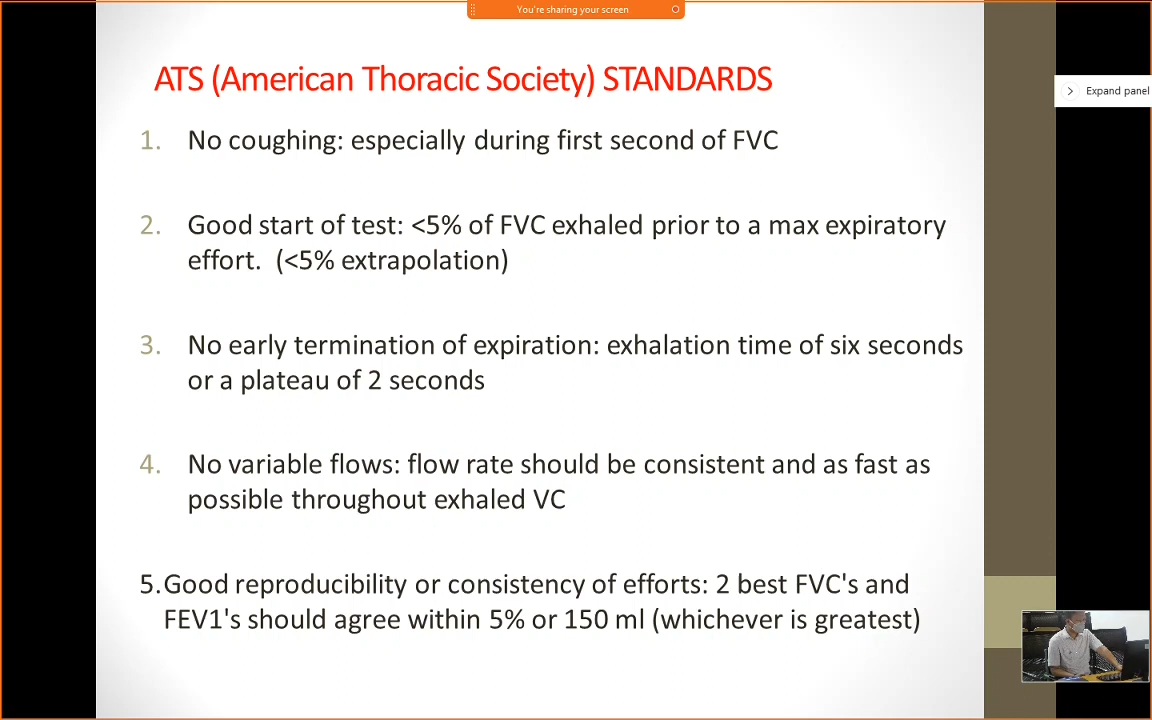 You're sharing your screen
ATS (American Thoracic Society) STANDARDS
Expand panel
1. No coughing: especially during first second of FVC
2. Good start of test: <5% of FVC exhaled prior to a max expiratory
effort. (<5% extrapolation)
3. No early termination of expiration: exhalation time of six seconds
or a plateau of 2 seconds
4. No variable flows: flow rate should be consistent and as fast as
possible throughout exhaled VC
5. Good reproducibility or consistency of efforts: 2 best FVC's and
FEV1's should agree within 5% or 150 ml (whichever is greatest)